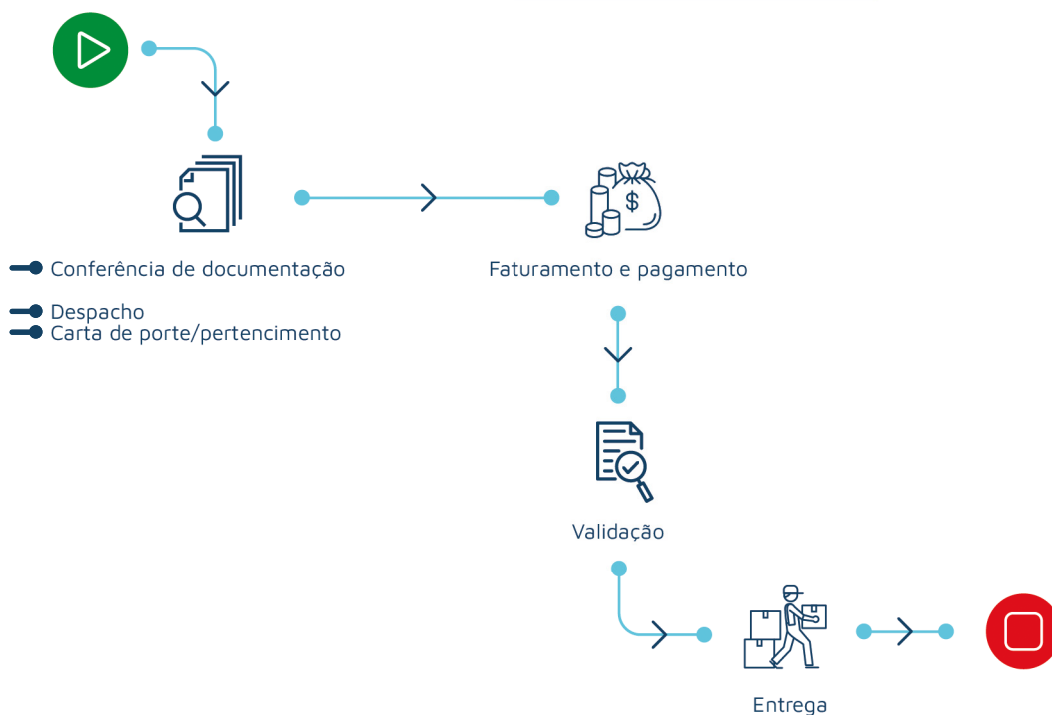 $
Conferência de documentação
Faturamento e pagamento
Despacho
Carta de porte/pertencimento
Validação
Entrega